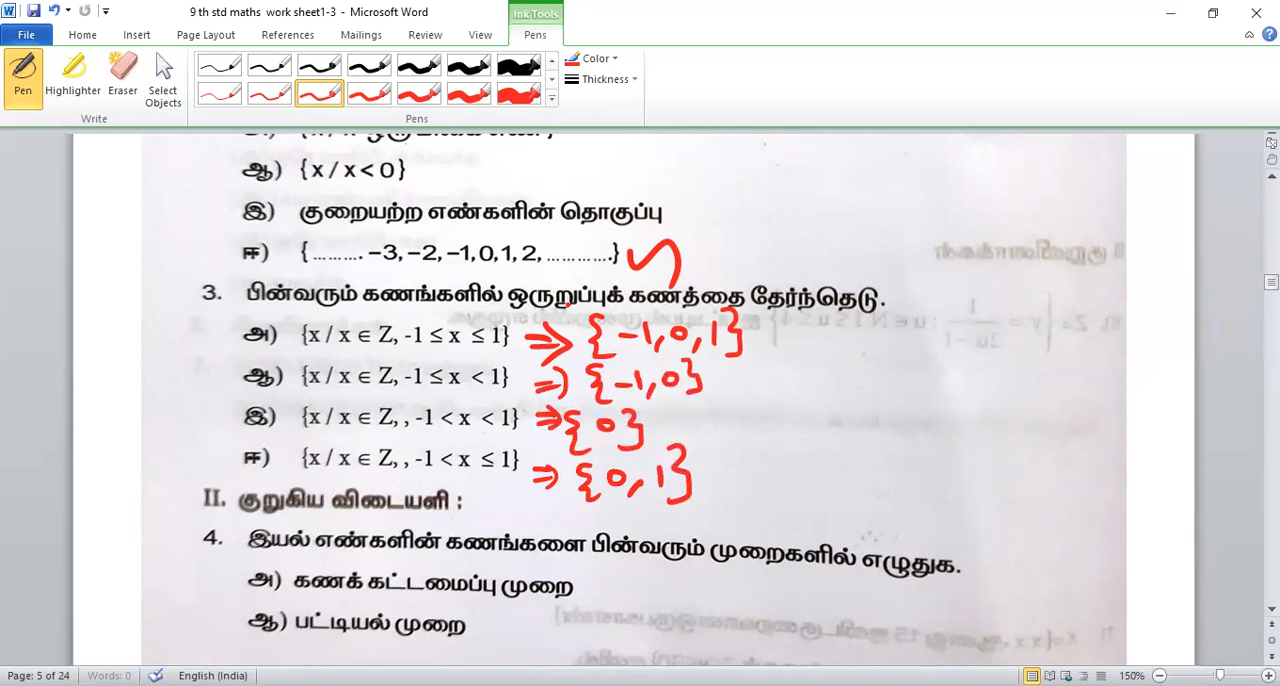 9 th std maths work sheet1-3 - Microsoft Word
Ink Tools
File Home Insert Page Layout References Mailings Review View Pens
Pen Highlighter Eraser Select Objects
Color
Thickness
Write Pens
ஆ) {x / x < 0}
இ) குறையற்ற எண்களின் தொகுப்பு
ஈ) { .......... -3, -2, -1, 0, 1, 2, ............}
3. பின்வரும் கணங்களில் ஒருறுப்புக் கணத்தை தேர்ந்தெடு.
அ) {x / x ∈ Z, -1 ≤ x ≤ 1} ⇒ {-1, 0, 1}
ஆ) {x / x ∈ Z, -1 ≤ x < 1} ⇒ {-1, 0}
இ) {x / x ∈ Z, , -1 < x < 1} ⇒ {0}
ஈ) {x / x ∈ Z, , -1 < x ≤ 1} ⇒ {0, 1}
II. குறுகிய விடையளி :
4. இயல் எண்களின் கணங்களை பின்வரும் முறைகளில் எழுதுக.
அ) கணக் கட்டமைப்பு முறை
ஆ) பட்டியல் முறை
Page: 5 of 24 Words: 0 English (India) 150%